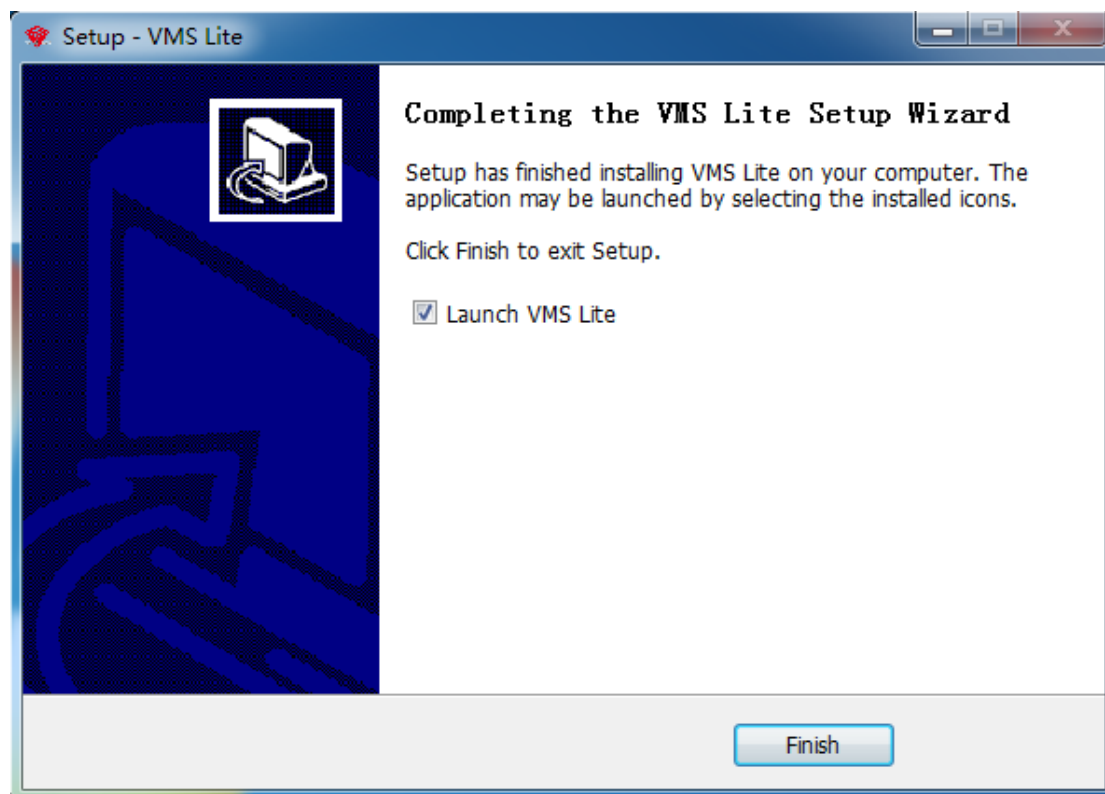 Setup - VMS Lite
Completing the VMS Lite Setup Wizard
Setup has finished installing VMS Lite on your computer. The
application may be launched by selecting the installed icons.
Click Finish to exit Setup.
Launch VMS Lite
Finish